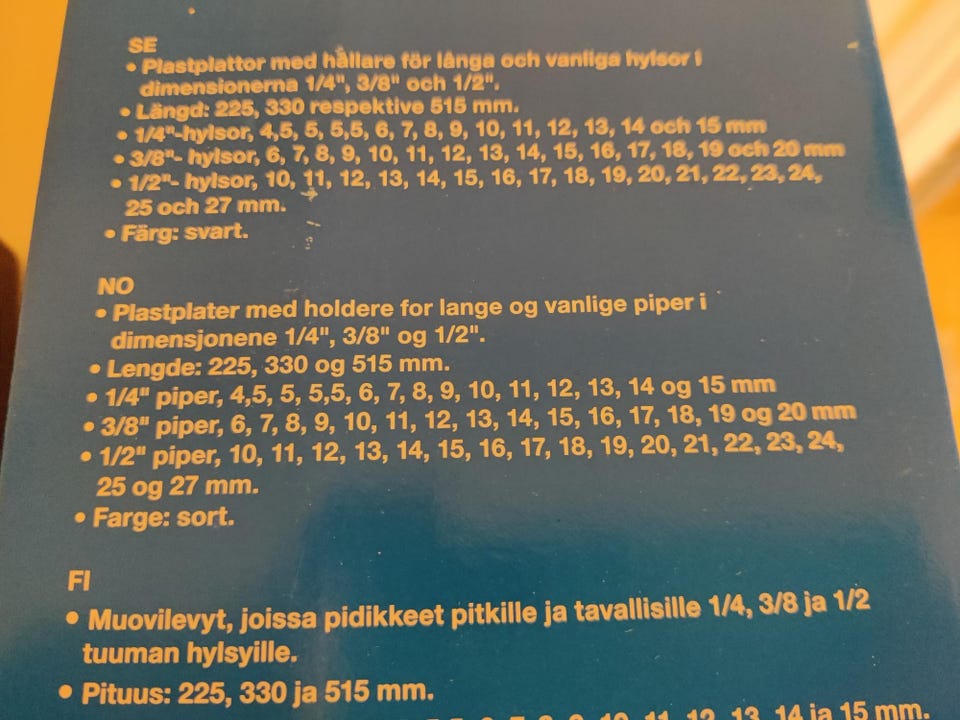 SE
• Plastplattor med hållare för långa och vanliga hylsor i
dimensionerna 1/4", 3/8" och 1/2".
• Längd: 225, 330 respektive 515 mm.
• 1/4"-hylsor, 4,5, 5, 5,5, 6, 7, 8, 9, 10, 11, 12, 13, 14 och 15 mm
• 3/8"- hylsor, 6, 7, 8, 9, 10, 11, 12, 13, 14, 15, 16, 17, 18, 19 och 20 mm
• 1/2"- hylsor, 10, 11, 12, 13, 14, 15, 16, 17, 18, 19, 20, 21, 22, 23, 24,
25 och 27 mm.
• Färg: svart.
NO
• Plastplater med holdere for lange og vanlige piper i
dimensjonene 1/4", 3/8" og 1/2".
• Lengde: 225, 330 og 515 mm.
• 1/4" piper, 4,5, 5, 5,5, 6, 7, 8, 9, 10, 11, 12, 13, 14 og 15 mm
• 3/8" piper, 6, 7, 8, 9, 10, 11, 12, 13, 14, 15, 16, 17, 18, 19 og 20 mm
• 1/2" piper, 10, 11, 12, 13, 14, 15, 16, 17, 18, 19, 20, 21, 22, 23, 24,
25 og 27 mm.
• Farge: sort.
FI
• Muovilevyt, joissa pidikkeet pitkille ja tavallisille 1/4, 3/8 ja 1/2
tuuman hylsyille.
• Pituus: 225, 330 ja 515 mm.
10, 11, 12, 13, 14 ja 15 mm.